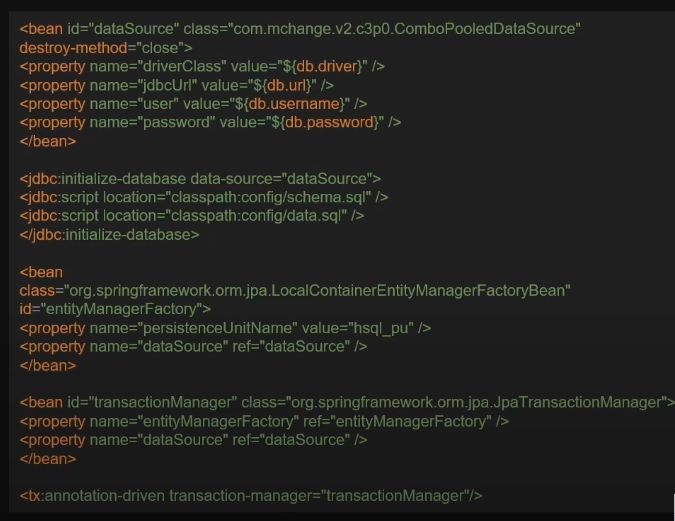 <bean id="dataSource" class="com.mchange.v2.c3p0.ComboPooledDataSource"
destroy-method="close">
<property name="driverClass" value="${db.driver}" />
<property name="jdbcUrl" value="${db.url}" />
<property name="user" value="${db.username}" />
<property name="password" value="${db.password}" />
</bean>

<jdbc:initialize-database data-source="dataSource">
<jdbc:script location="classpath:config/schema.sql" />
<jdbc:script location="classpath:config/data.sql" />
</jdbc:initialize-database>

<bean
class="org.springframework.orm.jpa.LocalContainerEntityManagerFactoryBean"
id="entityManagerFactory">
<property name="persistenceUnitName" value="hsql_pu" />
<property name="dataSource" ref="dataSource" />
</bean>

<bean id="transactionManager" class="org.springframework.orm.jpa.JpaTransactionManager">
<property name="entityManagerFactory" ref="entityManagerFactory" />
<property name="dataSource" ref="dataSource" />
</bean>

<tx:annotation-driven transaction-manager="transactionManager"/>